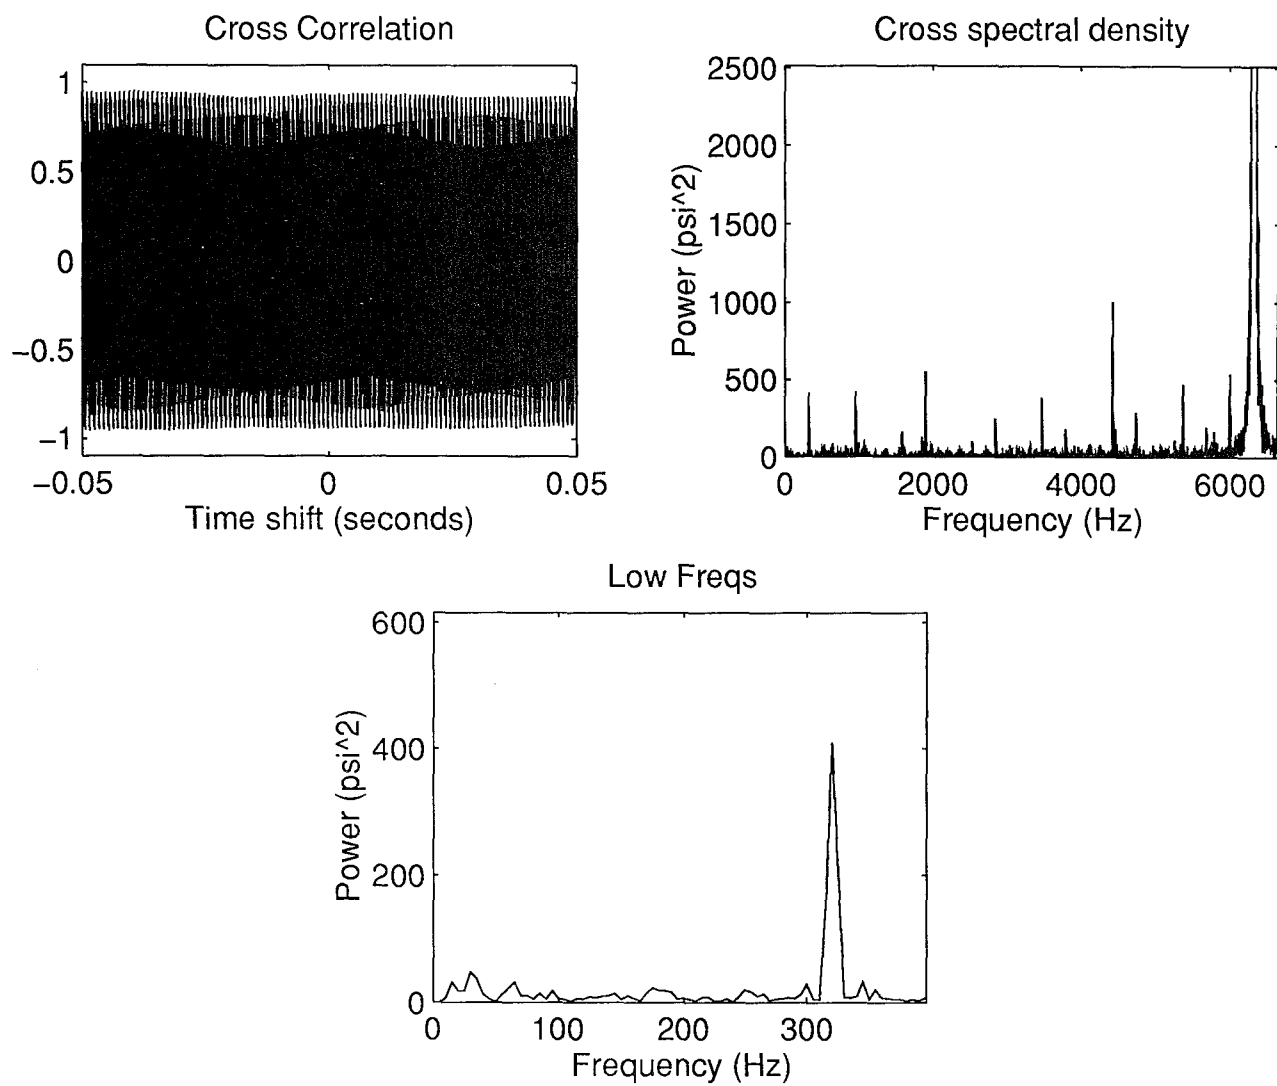 Cross Correlation
1
0.5
0
−0.5
−1
−0.05 0 0.05
Time shift (seconds)
Cross spectral density
2500
2000
1500
1000
500
0
Power (psi^2)
0 2000 4000 6000
Frequency (Hz)
Low Freqs
600
400
200
0
Power (psi^2)
0 100 200 300
Frequency (Hz)